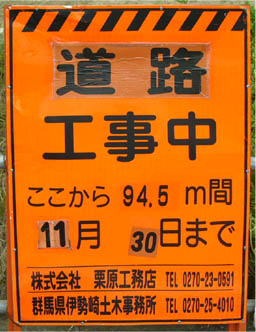 道路
工事中
ここから 94.5 m間
11月 30日まで
株式会社 栗原工務店 TEL 0270-23-0581
群馬県伊勢崎土木事務所 TEL 0270-25-4010